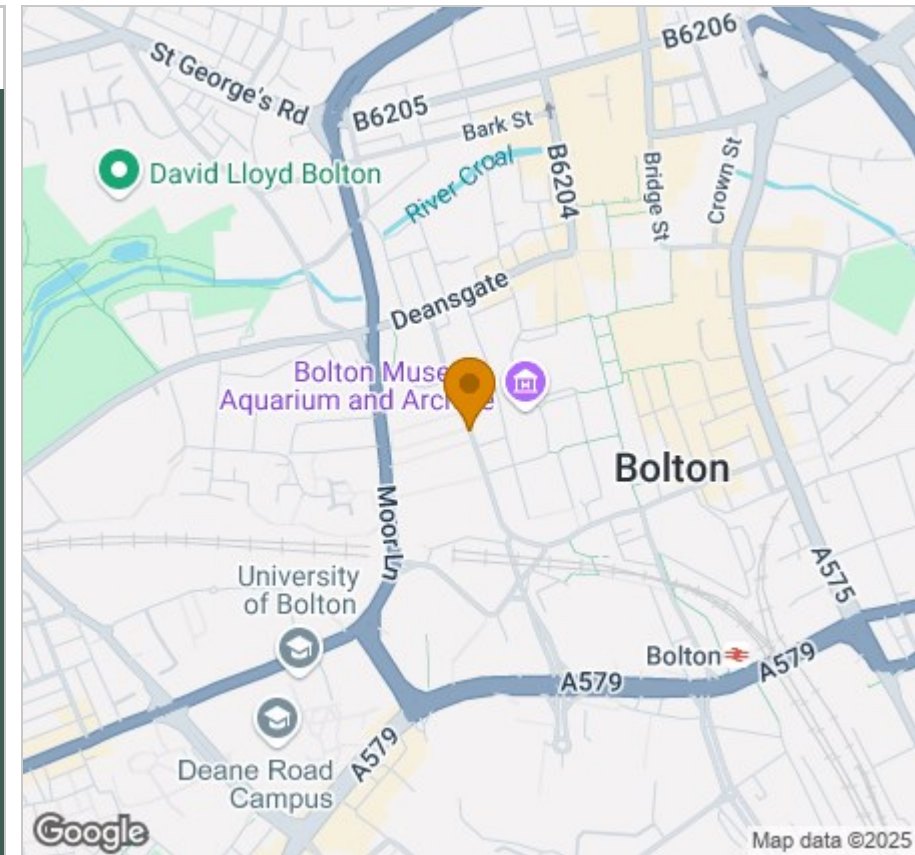 B6206
St George's Rd
B6205
Bark St
David Lloyd Bolton
River Croal
B6204
Bridge St
Crown St
Deansgate
Bolton Muse
Aquarium and Arc e
Bolton
Moor Ln
University
of Bolton
A575
Bolton
A579
A579
Deane Road
Campus
A579
Google
Map data ©2025